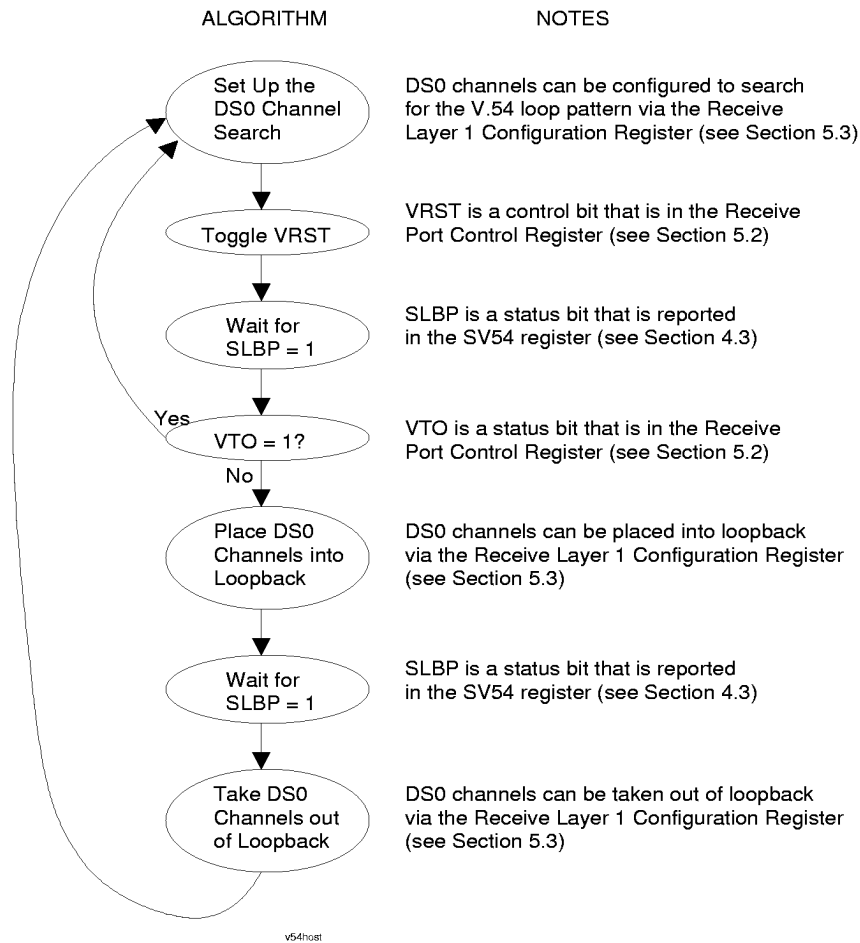 ALGORITHM
NOTES
Set Up the
DS0 Channel
Search
DS0 channels can be configured to search
for the V.54 loop pattern via the Receive
Layer 1 Configuration Register (see Section 5.3)
Toggle VRST
VRST is a control bit that is in the Receive
Port Control Register (see Section 5.2)
Wait for
SLBP = 1
SLBP is a status bit that is reported
in the SV54 register (see Section 4.3)
Yes
VTO = 1?
VTO is a status bit that is in the Receive
Port Control Register (see Section 5.2)
No
Place DS0
Channels into
Loopback
DS0 channels can be placed into loopback
via the Receive Layer 1 Configuration Register
(see Section 5.3)
Wait for
SLBP = 1
SLBP is a status bit that is reported
in the SV54 register (see Section 4.3)
Take DS0
Channels out
of Loopback
DS0 channels can be taken out of loopback
via the Receive Layer 1 Configuration Register
(see Section 5.3)
v54host